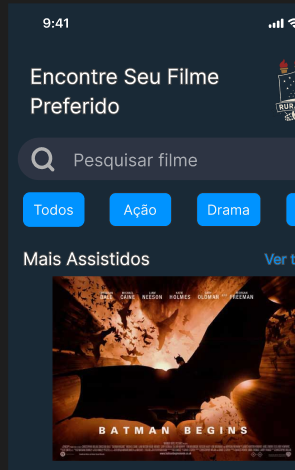 9:41
Encontre Seu Filme
Preferido
RUR
Pesquisar filme
Todos
Ação
Drama
Mais Assistidos
Ver t
CAINE NEESON HOLMES OLDMAN FREEMAN
BATMAN BEGINS